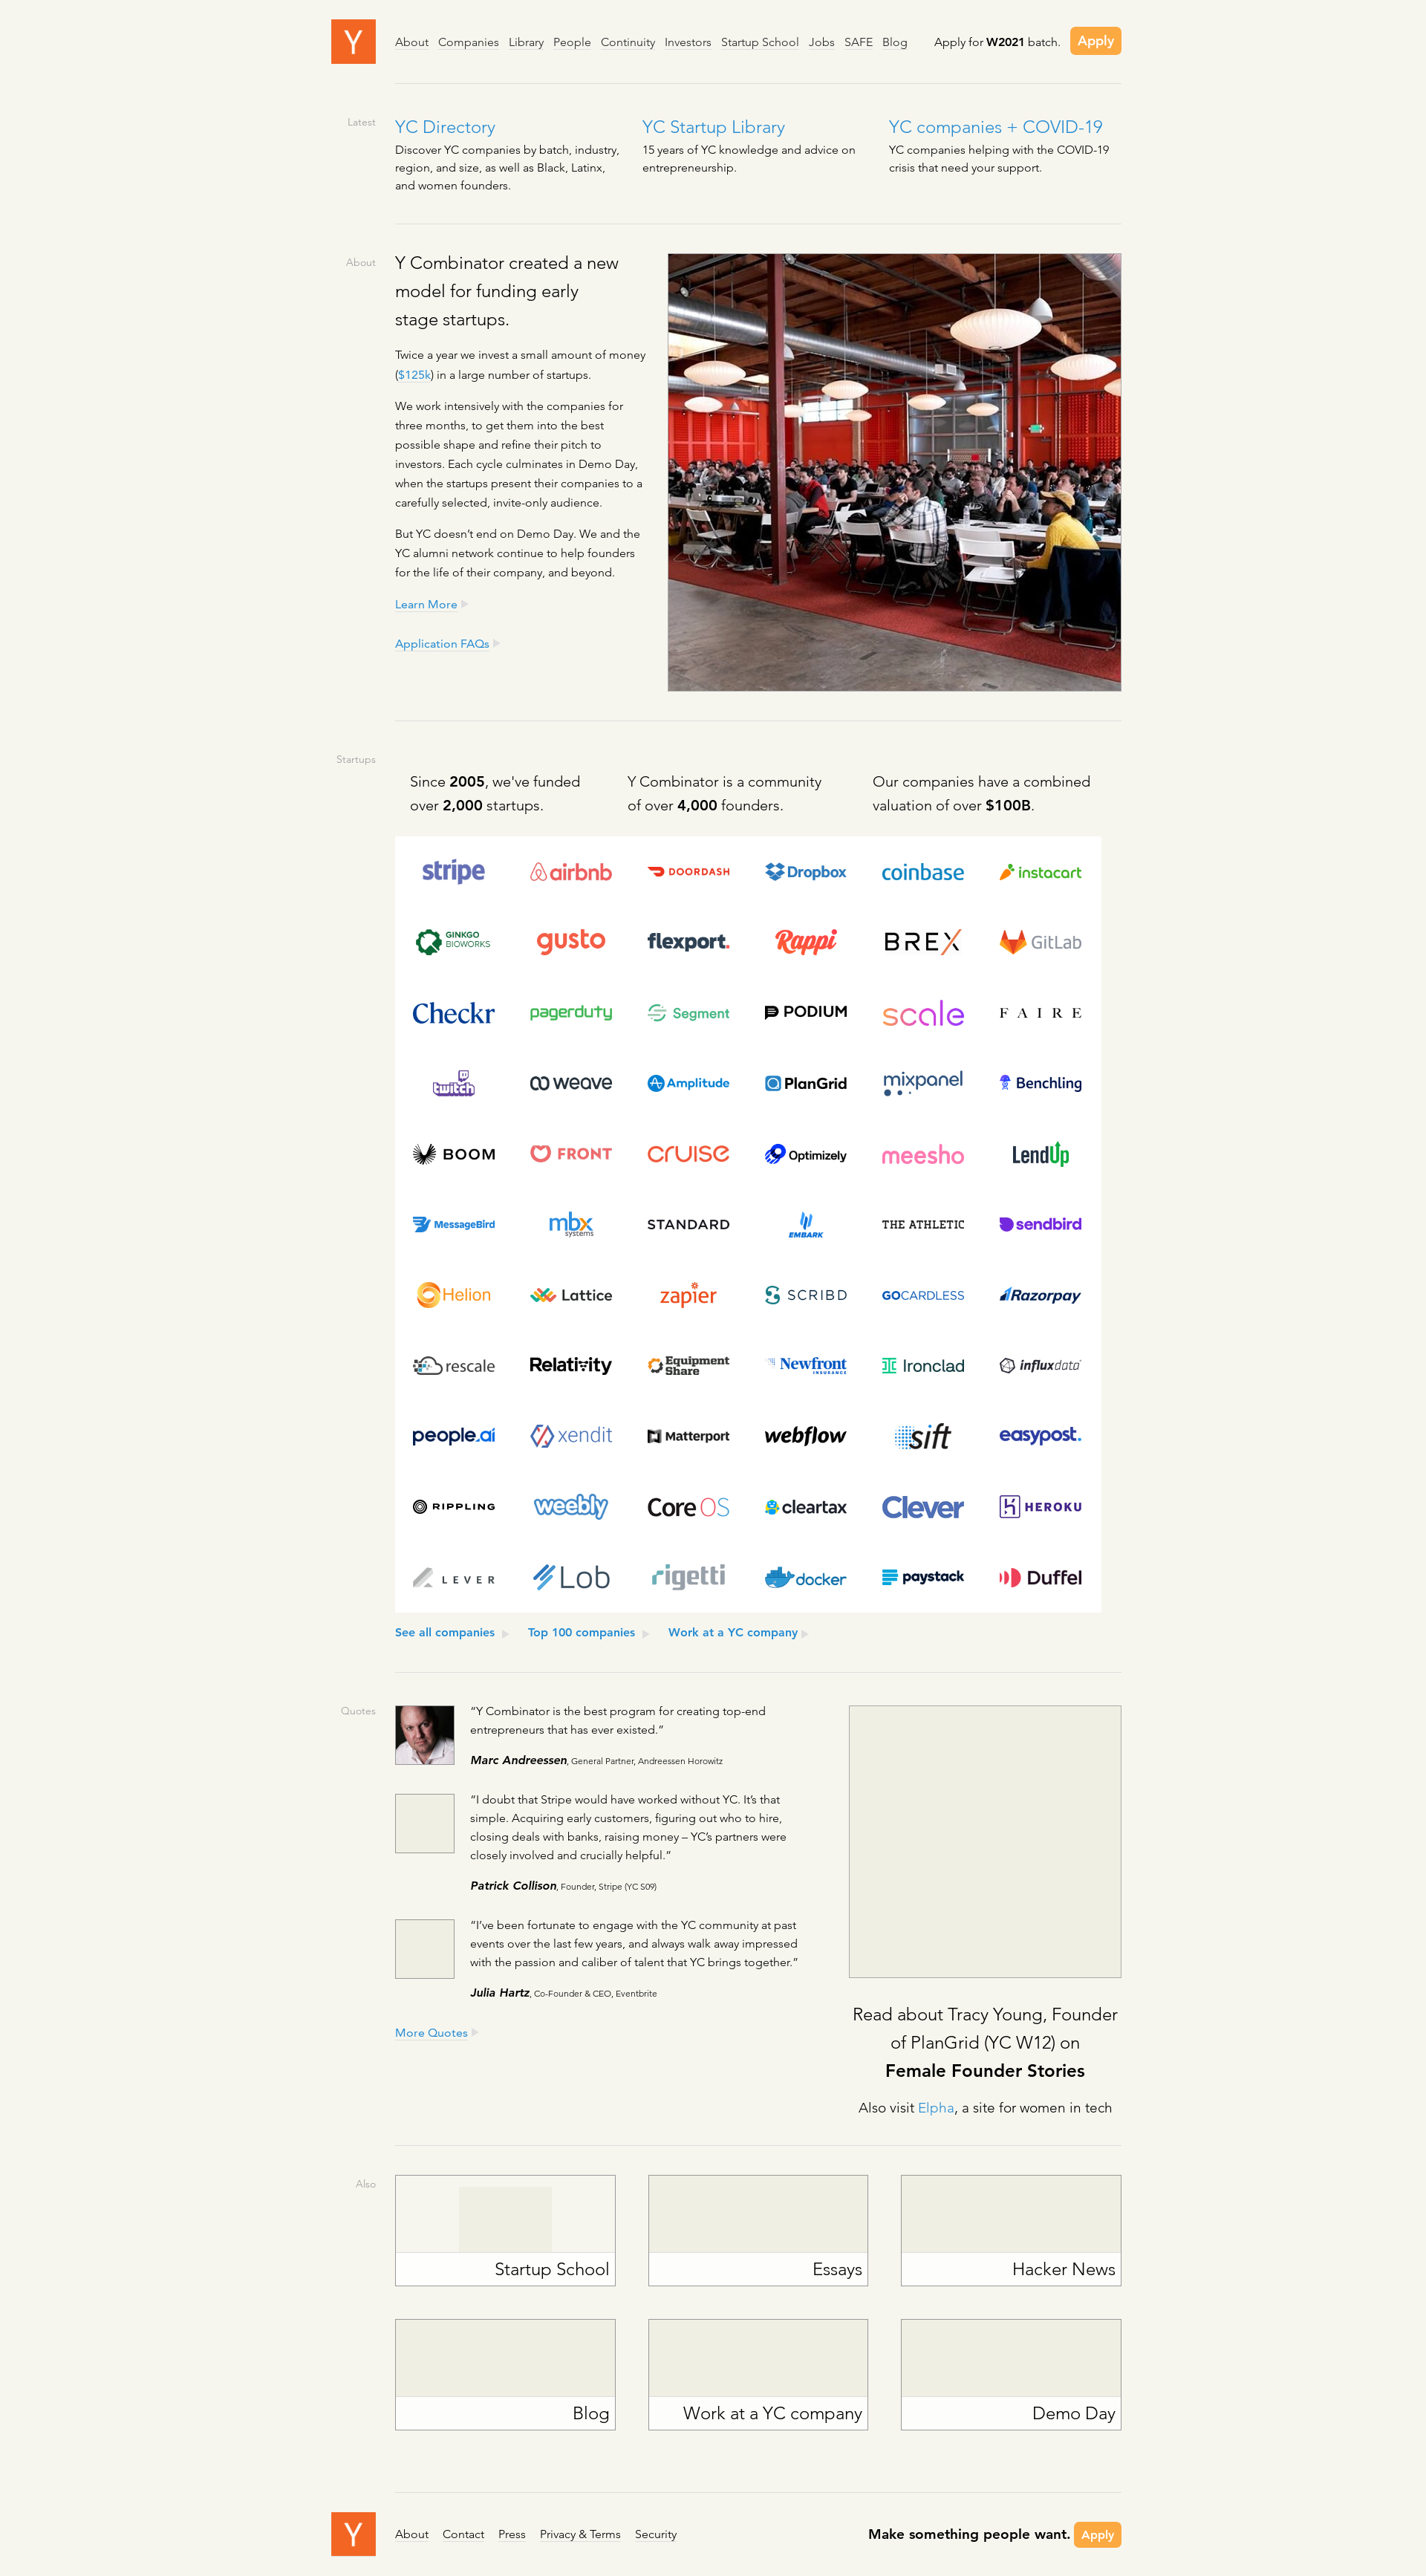 Y
About Companies Library People Continuity Investors Startup School Jobs SAFE Blog Apply for W2021 batch. Apply
Latest
YC Directory
Discover YC companies by batch, industry,
region, and size, as well as Black, Latinx,
and women founders.
YC Startup Library
15 years of YC knowledge and advice on
entrepreneurship.
YC companies + COVID-19
YC companies helping with the COVID-19
crisis that need your support.
About
Y Combinator created a new
model for funding early
stage startups.
Twice a year we invest a small amount of money
($125k) in a large number of startups.
We work intensively with the companies for
three months, to get them into the best
possible shape and refine their pitch to
investors. Each cycle culminates in Demo Day,
when the startups present their companies to a
carefully selected, invite-only audience.
But YC doesn’t end on Demo Day. We and the
YC alumni network continue to help founders
for the life of their company, and beyond.
Learn More
Application FAQs
Startups
Since 2005, we've funded
over 2,000 startups.
Y Combinator is a community
of over 4,000 founders.
Our companies have a combined
valuation of over $100B.
stripe airbnb DOORDASH Dropbox coinbase instacart
GINKGO BIOWORKS gusto flexport. Rappi BREX GitLab
Checkr pagerduty Segment PODIUM scale FAIRE
twitch weave Amplitude PlanGrid mixpanel Benchling
BOOM FRONT CRUISE Optimizely meesho LendUp
MessageBird mbx systems STANDARD EMBARK THE ATHLETIC sendbird
Helion Lattice zapier SCRIBD GOCARDLESS Razorpay
rescale Relativity Equipment Share Newfront INSURANCE Ironclad influxdata
people.ai xendit Matterport webflow sift easypost.
RIPPLING weebly CoreOS cleartax Clever HEROKU
LEVER Lob rigetti docker paystack Duffel
See all companies Top 100 companies Work at a YC company
Quotes
“Y Combinator is the best program for creating top-end
entrepreneurs that has ever existed.”
Marc Andreessen, General Partner, Andreessen Horowitz
“I doubt that Stripe would have worked without YC. It’s that
simple. Acquiring early customers, figuring out who to hire,
closing deals with banks, raising money – YC’s partners were
closely involved and crucially helpful.”
Patrick Collison, Founder, Stripe (YC S09)
“I’ve been fortunate to engage with the YC community at past
events over the last few years, and always walk away impressed
with the passion and caliber of talent that YC brings together.”
Julia Hartz, Co-Founder & CEO, Eventbrite
More Quotes
Read about Tracy Young, Founder
of PlanGrid (YC W12) on
Female Founder Stories
Also visit Elpha, a site for women in tech
Also
Startup School
Essays
Hacker News
Blog
Work at a YC company
Demo Day
Y
About Contact Press Privacy & Terms Security Make something people want. Apply